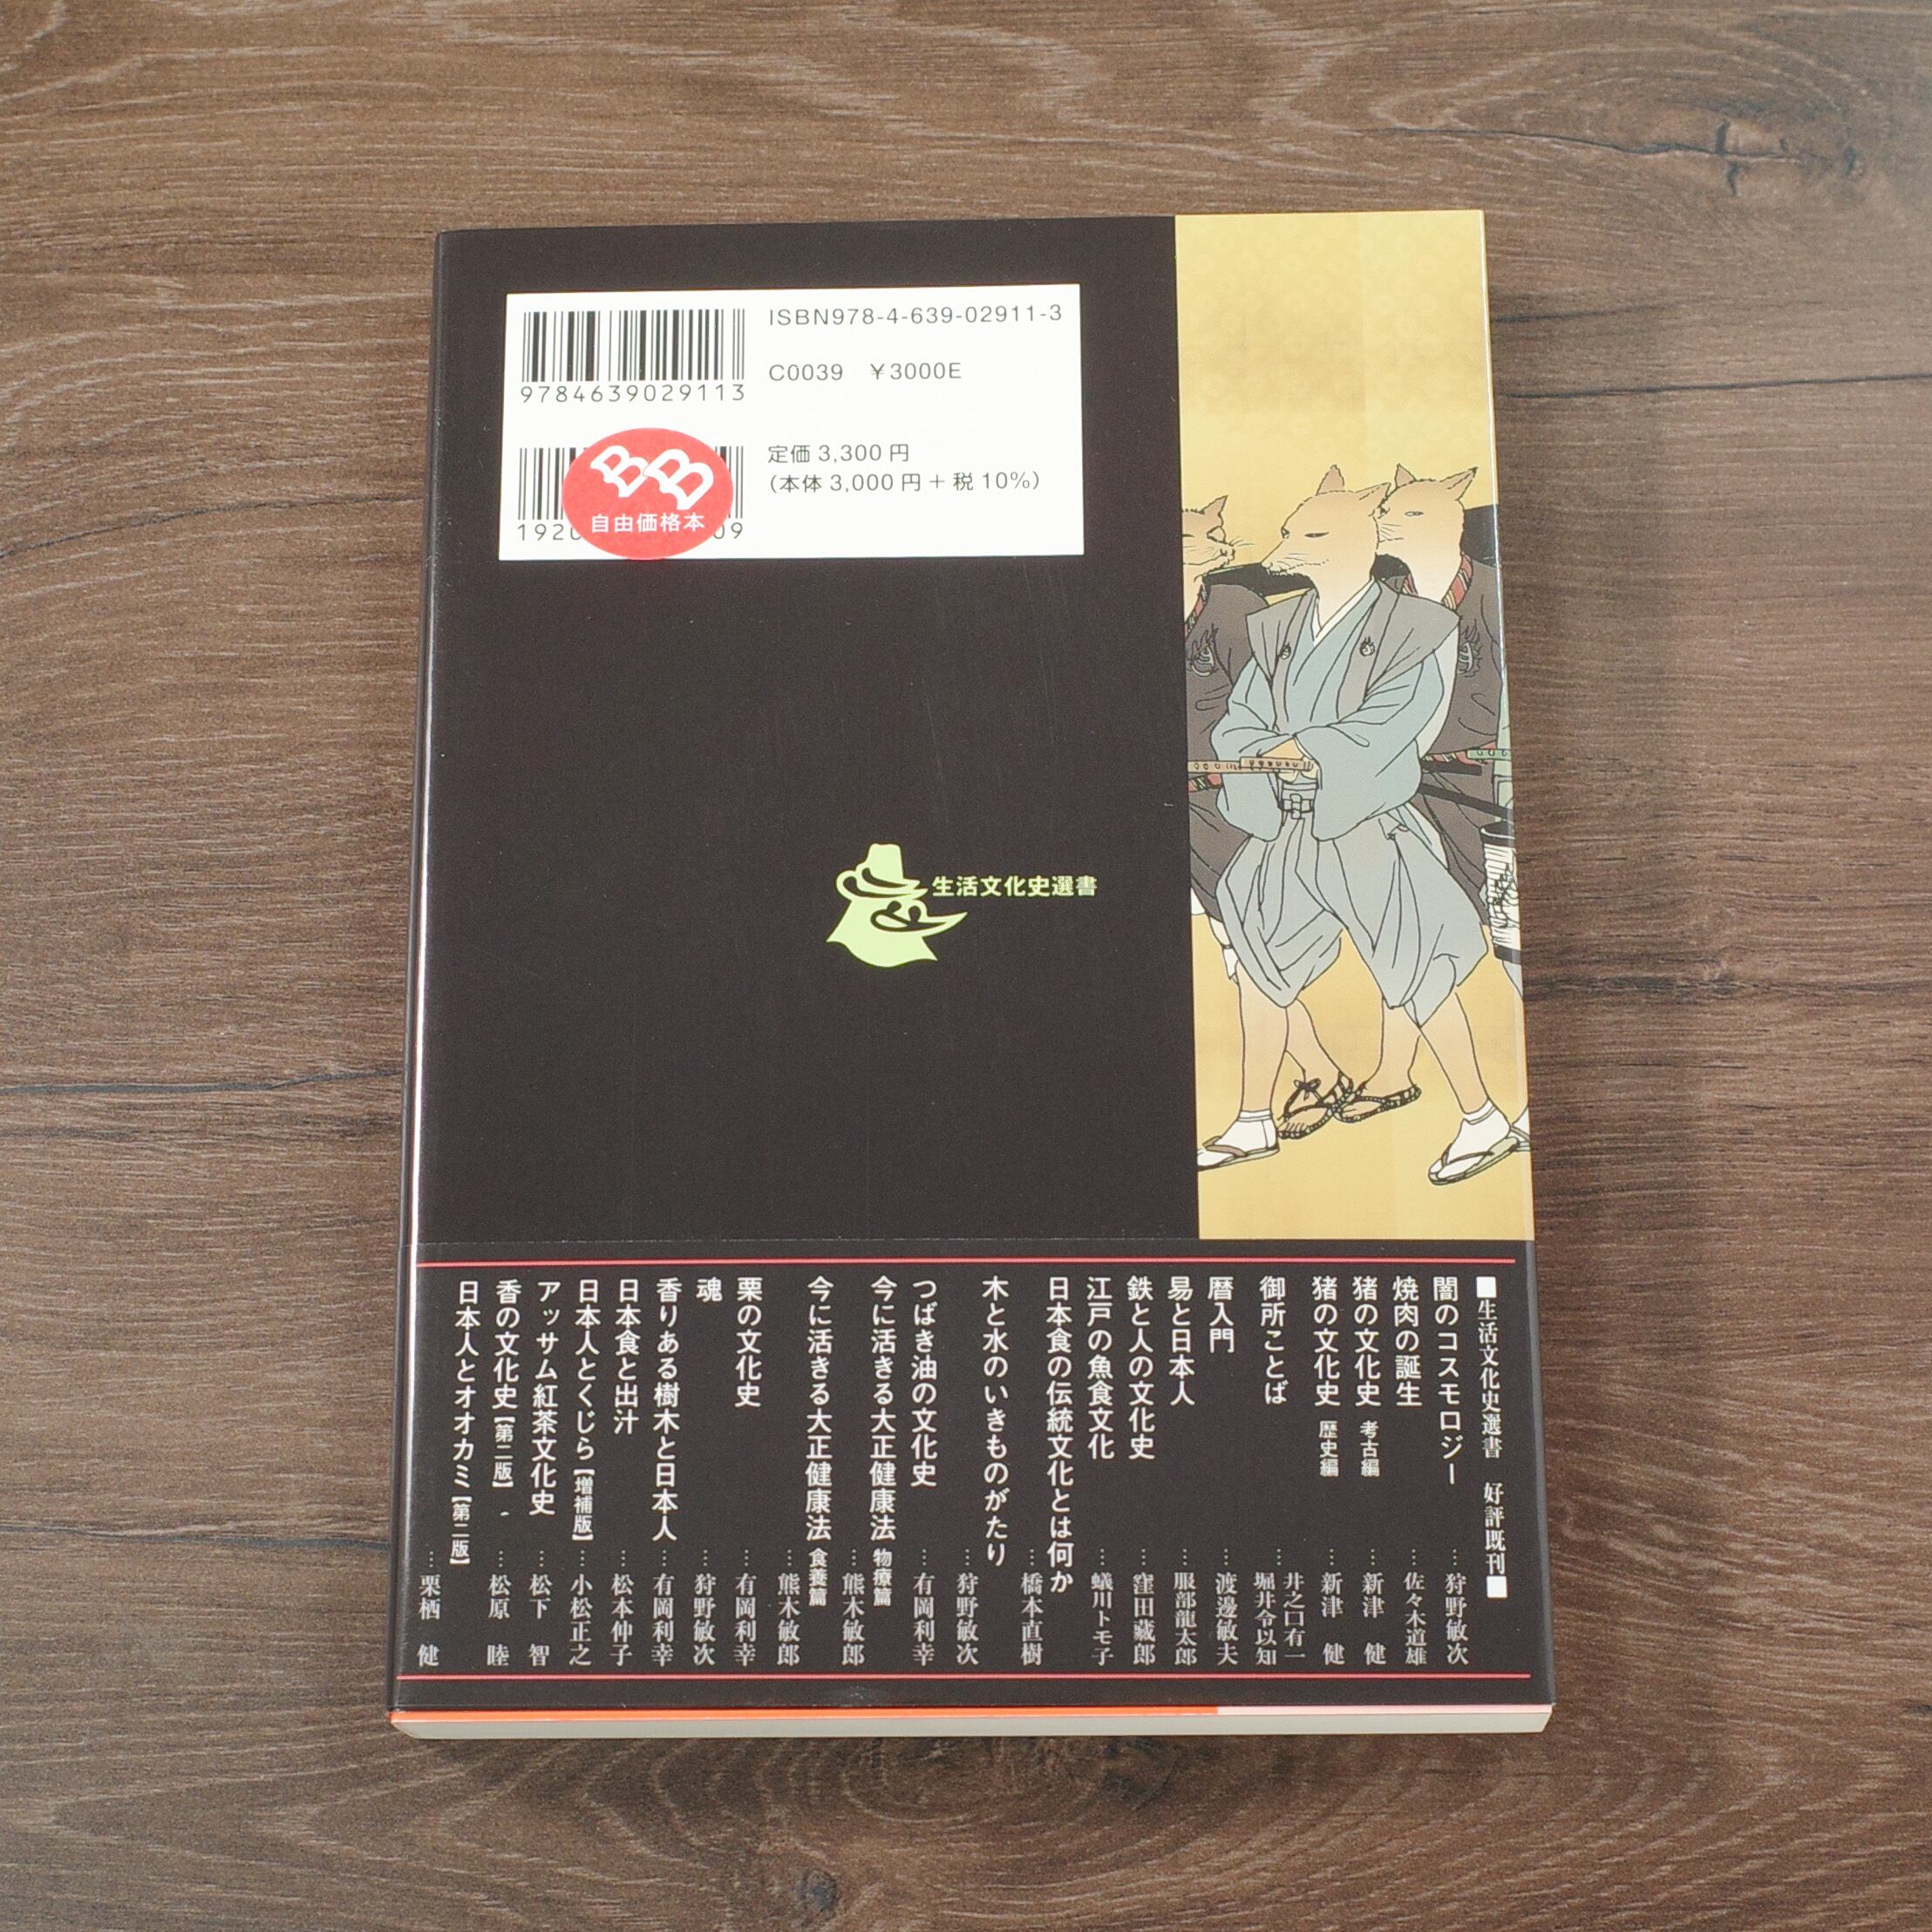 ISBN978-4-639-02911-3
9784639029113
C0039 ¥3000E
定価 3,300 円
(本体 3,000 円 + 税 10%)
BB
自由価格本
生活文化史選書
■生活文化史選書 好評既刊■
闇のコスモロジー … 狩野敏次
焼肉の誕生 … 佐々木道雄
猪の文化史 考古編 … 新津 健
猪の文化史 歴史編 … 新津 健
御所ことば … 井之口有一 堀井令以知
暦入門 … 渡邊敏夫
易と日本人 … 服部龍太郎
鉄と人の文化史 … 窪田藏郎
江戸の魚食文化 … 蟻川トモ子
日本食の伝統文化とは何か … 橋本直樹
木と水のいきものがたり … 狩野敏次
つばき油の文化史 … 有岡利幸
今に活きる大正健康法 物療篇 … 熊木敏郎
今に活きる大正健康法 食養篇 … 熊木敏郎
栗の文化史 … 有岡利幸
魂 … 狩野敏次
香りある樹木と日本人 … 有岡利幸
日本食と出汁 … 松本仲子
日本人とくじら【増補版】 … 小松正之
アッサム紅茶文化史 … 松下 智
香の文化史【第二版】 … 松原 睦
日本人とオオカミ【第二版】 … 栗栖 健